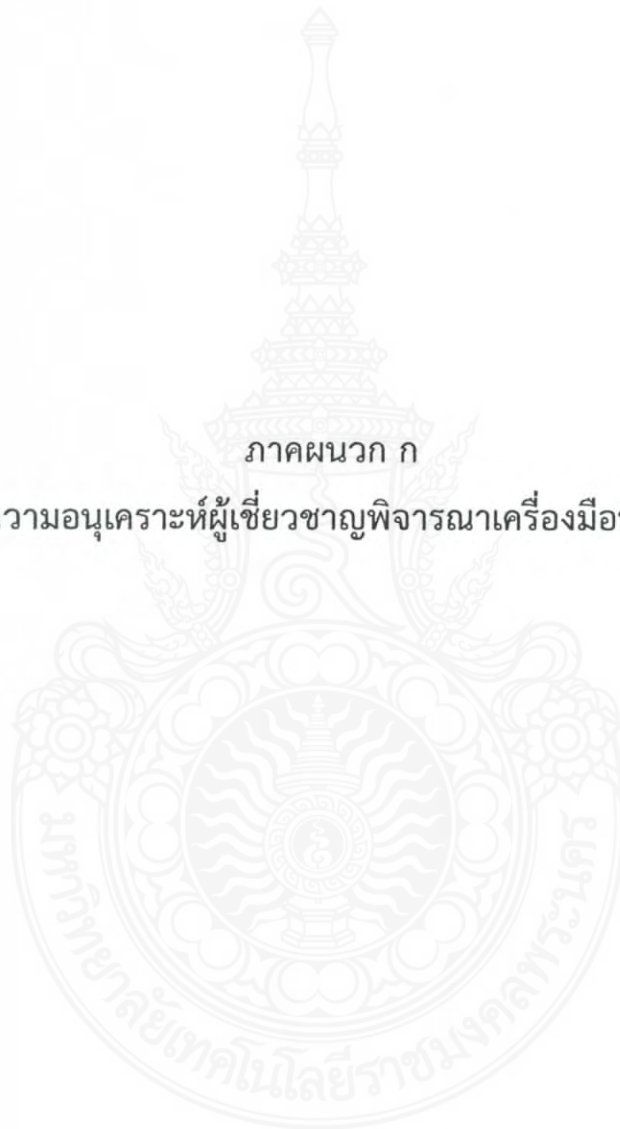 ภาคผนวก ก
วามอนุเคราะห์ผู้เชี่ยวชาญพิจารณาเครื่องมือ
มหาวิทยาลัยเทคโนโลยีราชมงคลพระนคร